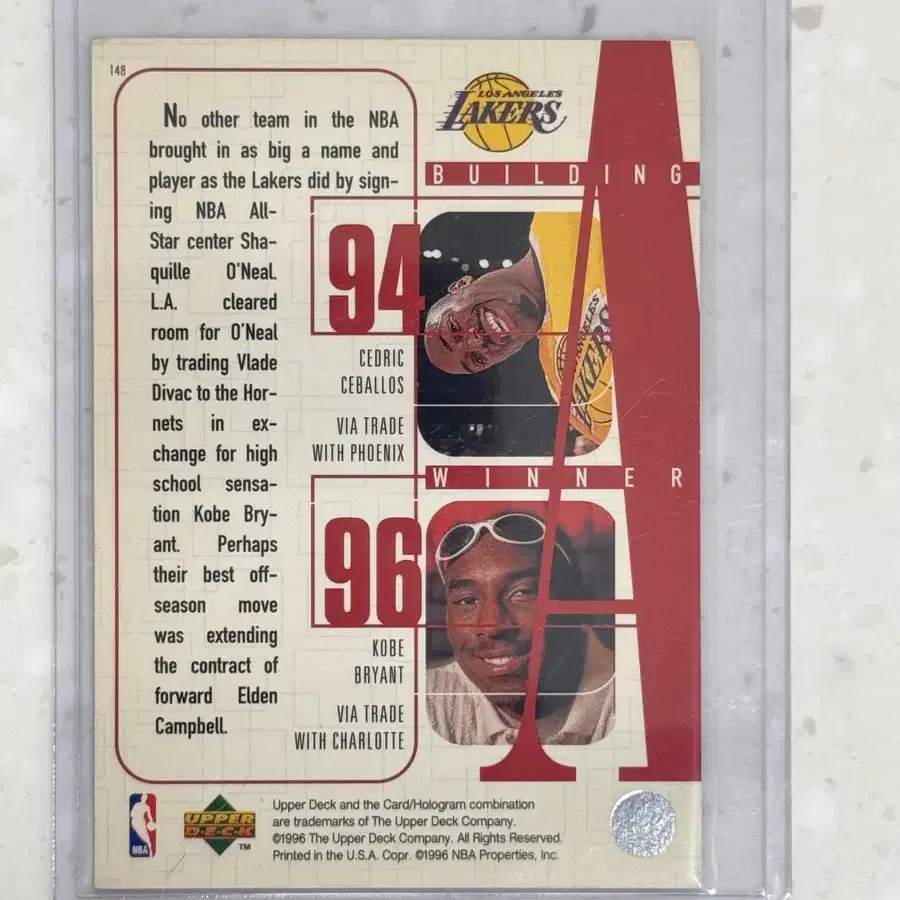 148
No other team in the NBA
brought in as big a name and
player as the Lakers did by sign-
ing NBA All-
Star center Sha-
quille O'Neal.
L.A. cleared
room for O'Neal
by trading Vlade
Divac to the Hor-
nets in ex-
change for high
school sensa-
tion Kobe Bry-
ant. Perhaps
their best off-
season move
was extending
the contract of
forward Elden
Campbell.
LOS ANGELES
LAKERS
BUILDING
94
CEDRIC
CEBALLOS
VIA TRADE
WITH PHOENIX
LAKERS
A
WINNER
96
KOBE
BRYANT
VIA TRADE
WITH CHARLOTTE
NBA
UPPER
DECK
TM
Upper Deck and the Card/Hologram combination
are trademarks of The Upper Deck Company.
©1996 The Upper Deck Company. All Rights Reserved.
Printed in the U.S.A. Copr. ©1996 NBA Properties, Inc.